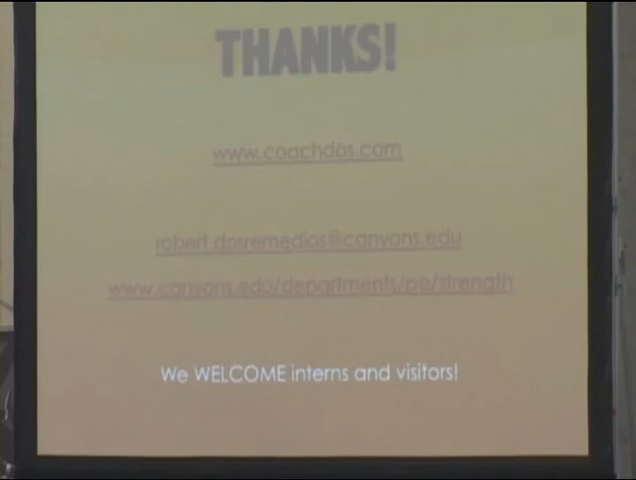 THANKS!
www.coachdos.com
robert.dosremedios@canyons.edu
www.canyons.edu/departments/pe/strength
We WELCOME interns and visitors!